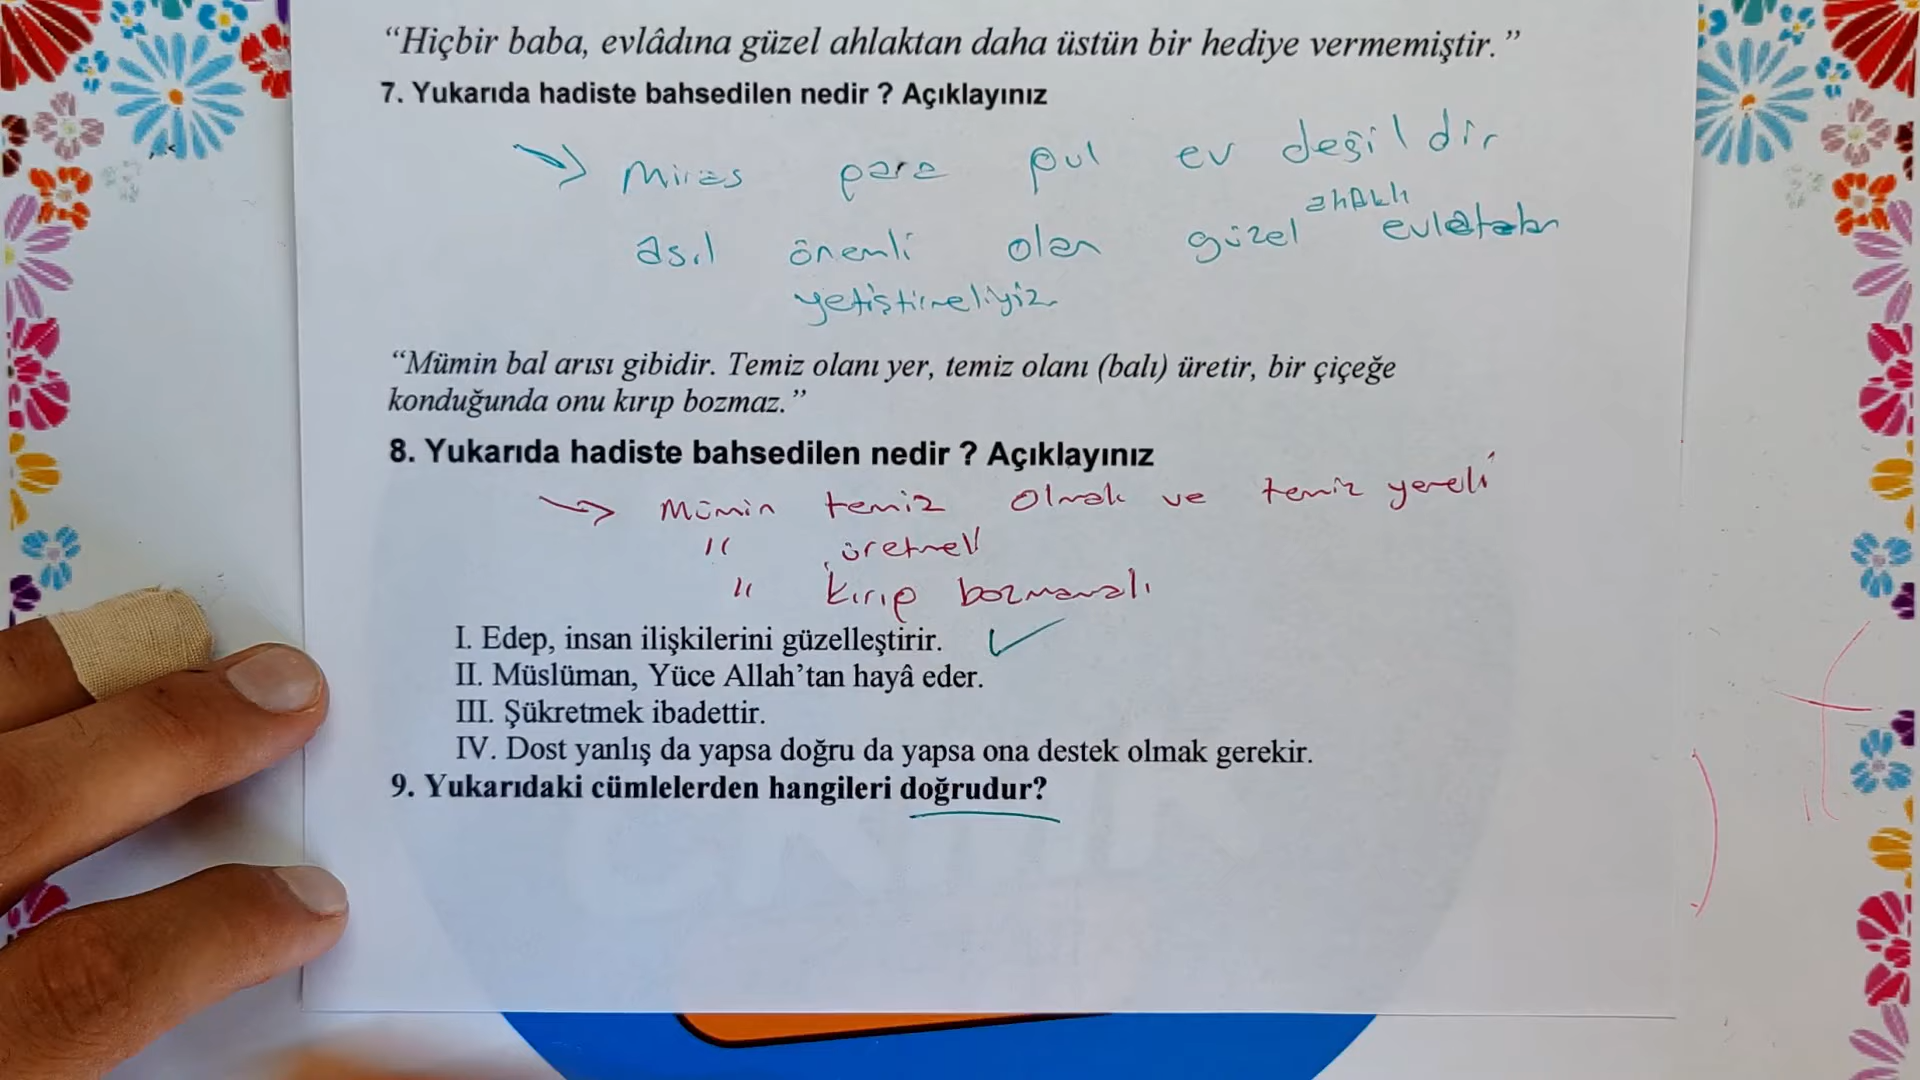 “Hiçbir baba, evlâdına güzel ahlaktan daha üstün bir hediye vermemiştir.”
7. Yukarıda hadiste bahsedilen nedir ? Açıklayınız
→ Miras para pul ev değildir
ahlaklı
asıl önemli olan güzel evlatlar
yetiştirmeliyiz
“Mümin bal arısı gibidir. Temiz olanı yer, temiz olanı (balı) üretir, bir çiçeğe
konduğunda onu kırıp bozmaz.”
8. Yukarıda hadiste bahsedilen nedir ? Açıklayınız
→ Mümin temiz olmalı ve temiz yemeli
" üretmeli
" kırıp bozmamalı
I. Edep, insan ilişkilerini güzelleştirir. ✓
II. Müslüman, Yüce Allah’tan hayâ eder.
III. Şükretmek ibadettir.
IV. Dost yanlış da yapsa doğru da yapsa ona destek olmak gerekir.
9. Yukarıdaki cümlelerden hangileri doğrudur?